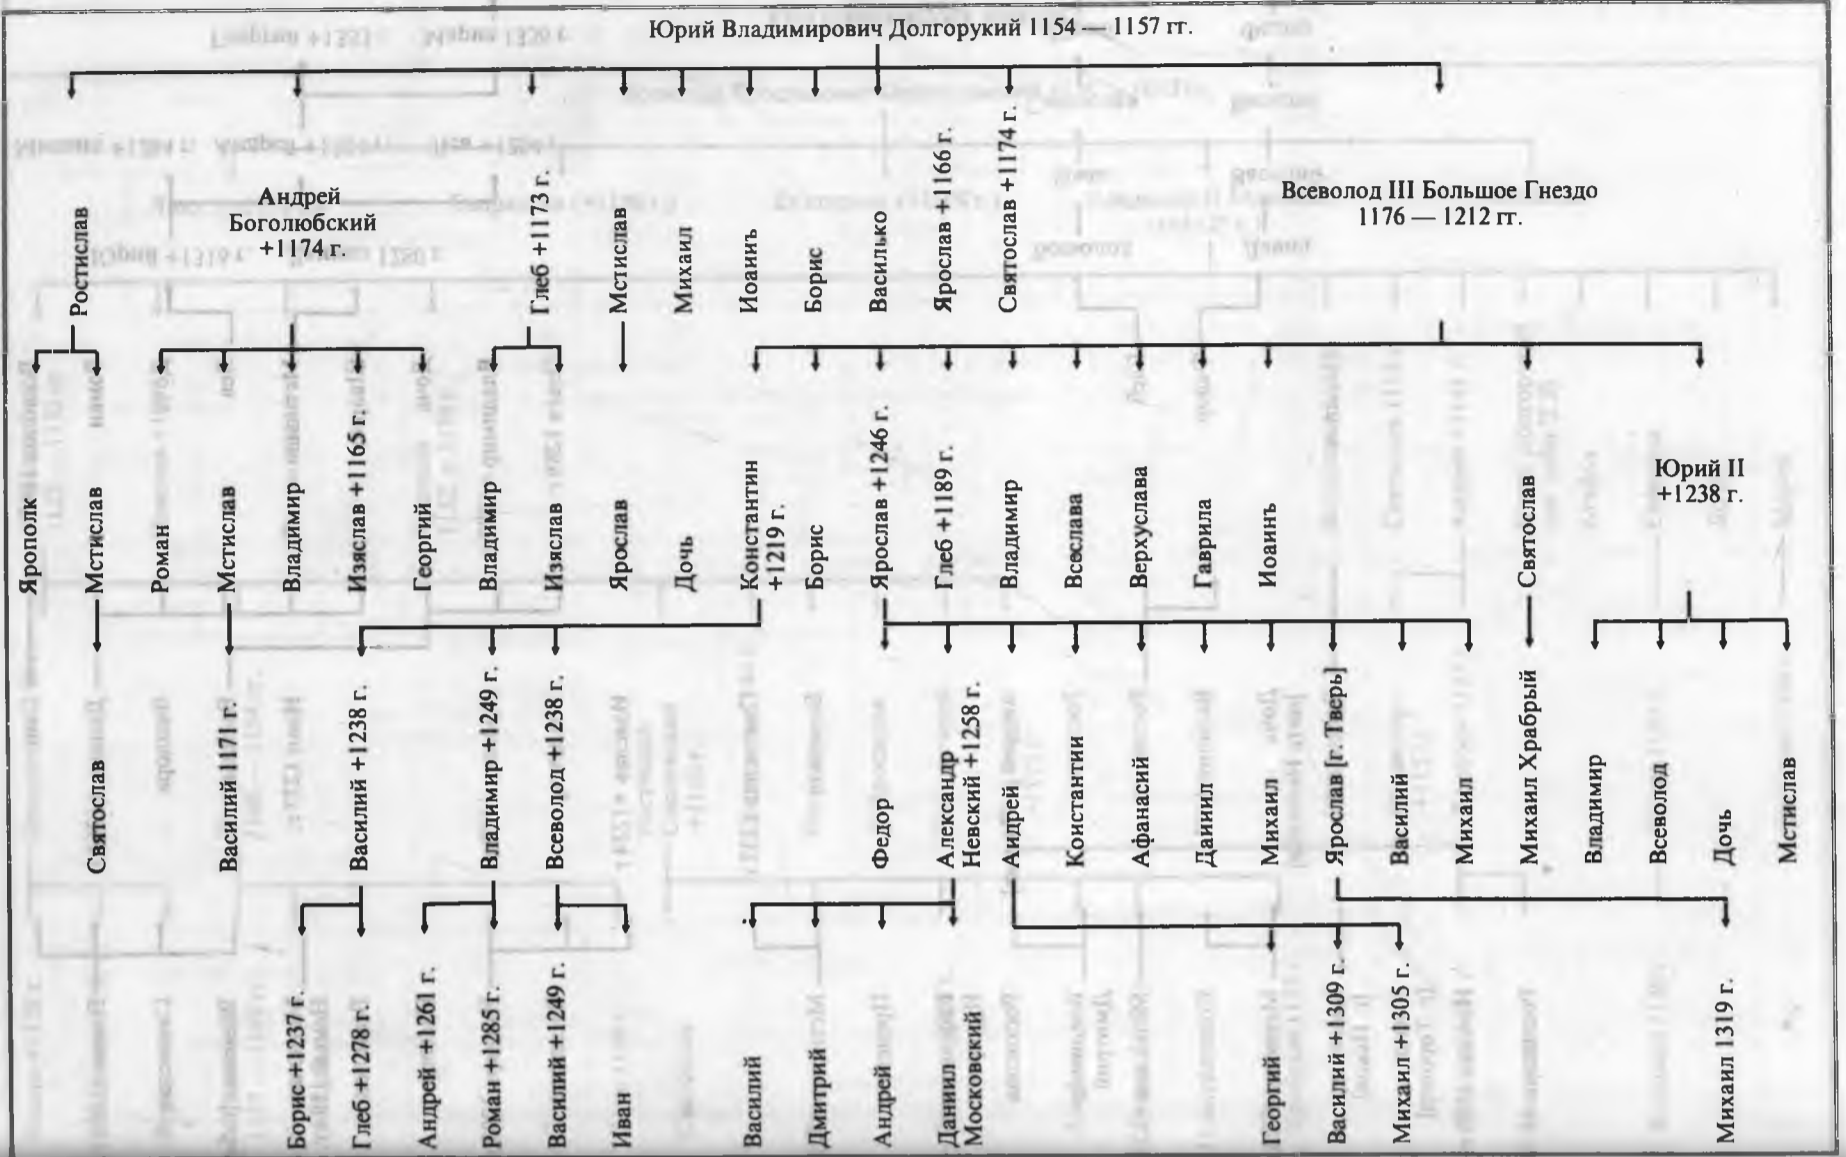 Юрий Владимирович Долгорукий 1154 — 1157 гг.
Ростислав
Андрей
Боголюбский
+1174 г.
Глеб +1173 г.
Мстислав
Михаил
Иоанъ
Борис
Василько
Ярослав +1166 г.
Святослав +1174 г.
Всеволод III Большое Гнездо
1176 — 1212 гг.
Ярополк
Мстислав
Роман
Мстислав
Владимир
Изяслав +1165 г.
Георгий
Владимир
Изяслав
Ярослав
Дочь
Константин
+1219 г.
Борис
Ярослав +1246 г.
Глеб +1189 г.
Владимир
Всеслава
Верхуслава
Гаврила
Иоанъ
Святослав
Юрий II
+1238 г.
Святослав
Василий 1171 г.
Василий +1238 г.
Владимир +1249 г.
Всеволод +1238 г.
Федор
Александр
Невский +1258 г.
Андрей
Константин
Афанасий
Даниил
Михаил
Ярослав [г. Тверь]
Василий
Михаил
Михаил Храбрый
Владимир
Всеволод
Дочь
Мстислав
Борис +1237 г.
Глеб +1278 г.
Андрей +1261 г.
Роман +1285 г.
Василий +1249 г.
Иван
Василий
Дмитрий
Андрей
Даниил
Московский
Георгий
Василий +1309 г.
Михаил +1305 г.
Михаил 1319 г.